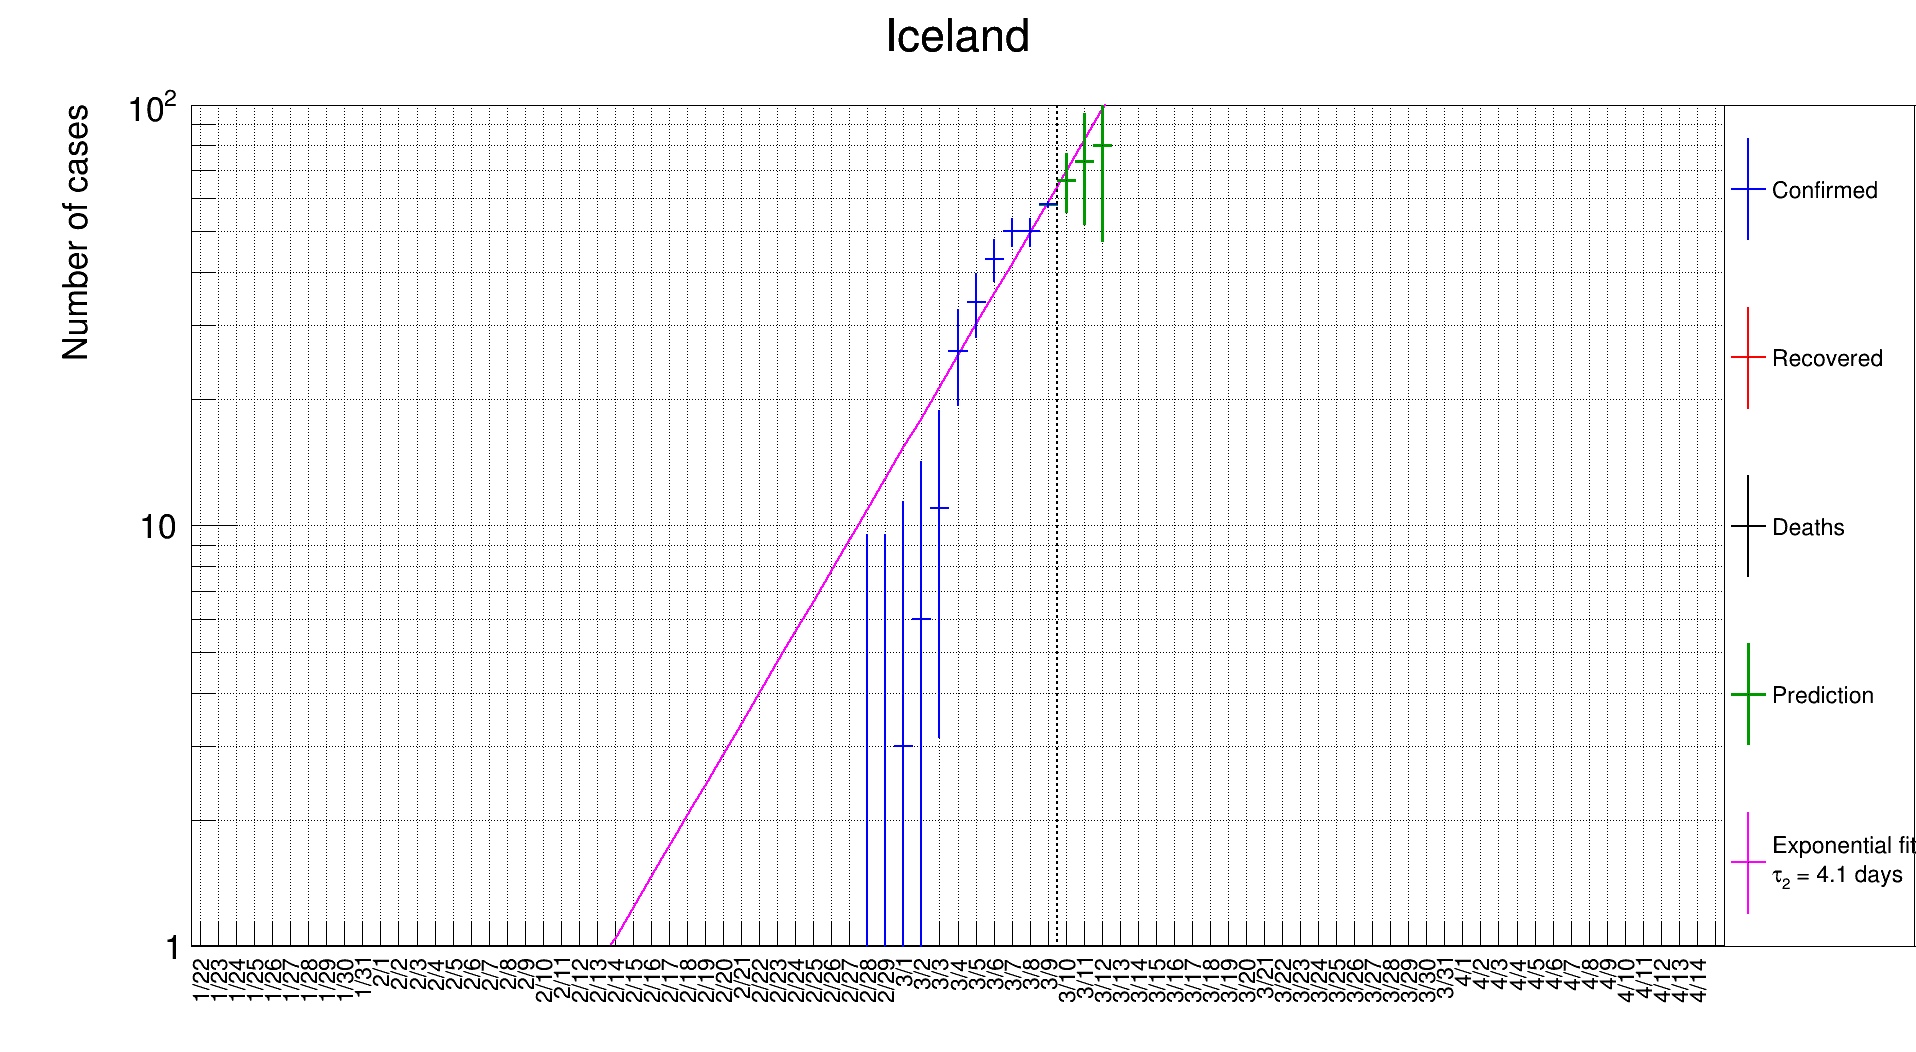 Iceland
Number of cases
10²
10
1
1/22 1/23 1/24 1/25 1/26 1/27 1/28 1/29 1/30 1/31 2/1 2/2 2/3 2/4 2/5 2/6 2/7 2/8 2/9 2/10 2/11 2/12 2/13 2/14 2/15 2/16 2/17 2/18 2/19 2/20 2/21 2/22 2/23 2/24 2/25 2/26 2/27 2/28 2/29 3/1 3/2 3/3 3/4 3/5 3/6 3/7 3/8 3/9 3/10 3/11 3/12 3/13 3/14 3/15 3/16 3/17 3/18 3/19 3/20 3/21 3/22 3/23 3/24 3/25 3/26 3/27 3/28 3/29 3/30 3/31 4/1 4/2 4/3 4/4 4/5 4/6 4/7 4/8 4/9 4/10 4/11 4/12 4/13 4/14
Confirmed
Recovered
Deaths
Prediction
Exponential fit
τ₂ = 4.1 days